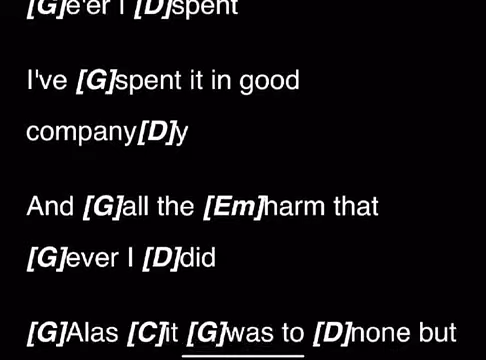 [G]e'er I [D]spent
I've [G]spent it in good
company[D]y
And [G]all the [Em]harm that
[G]ever I [D]did
[G]Alas [C]it [G]was to [D]none but